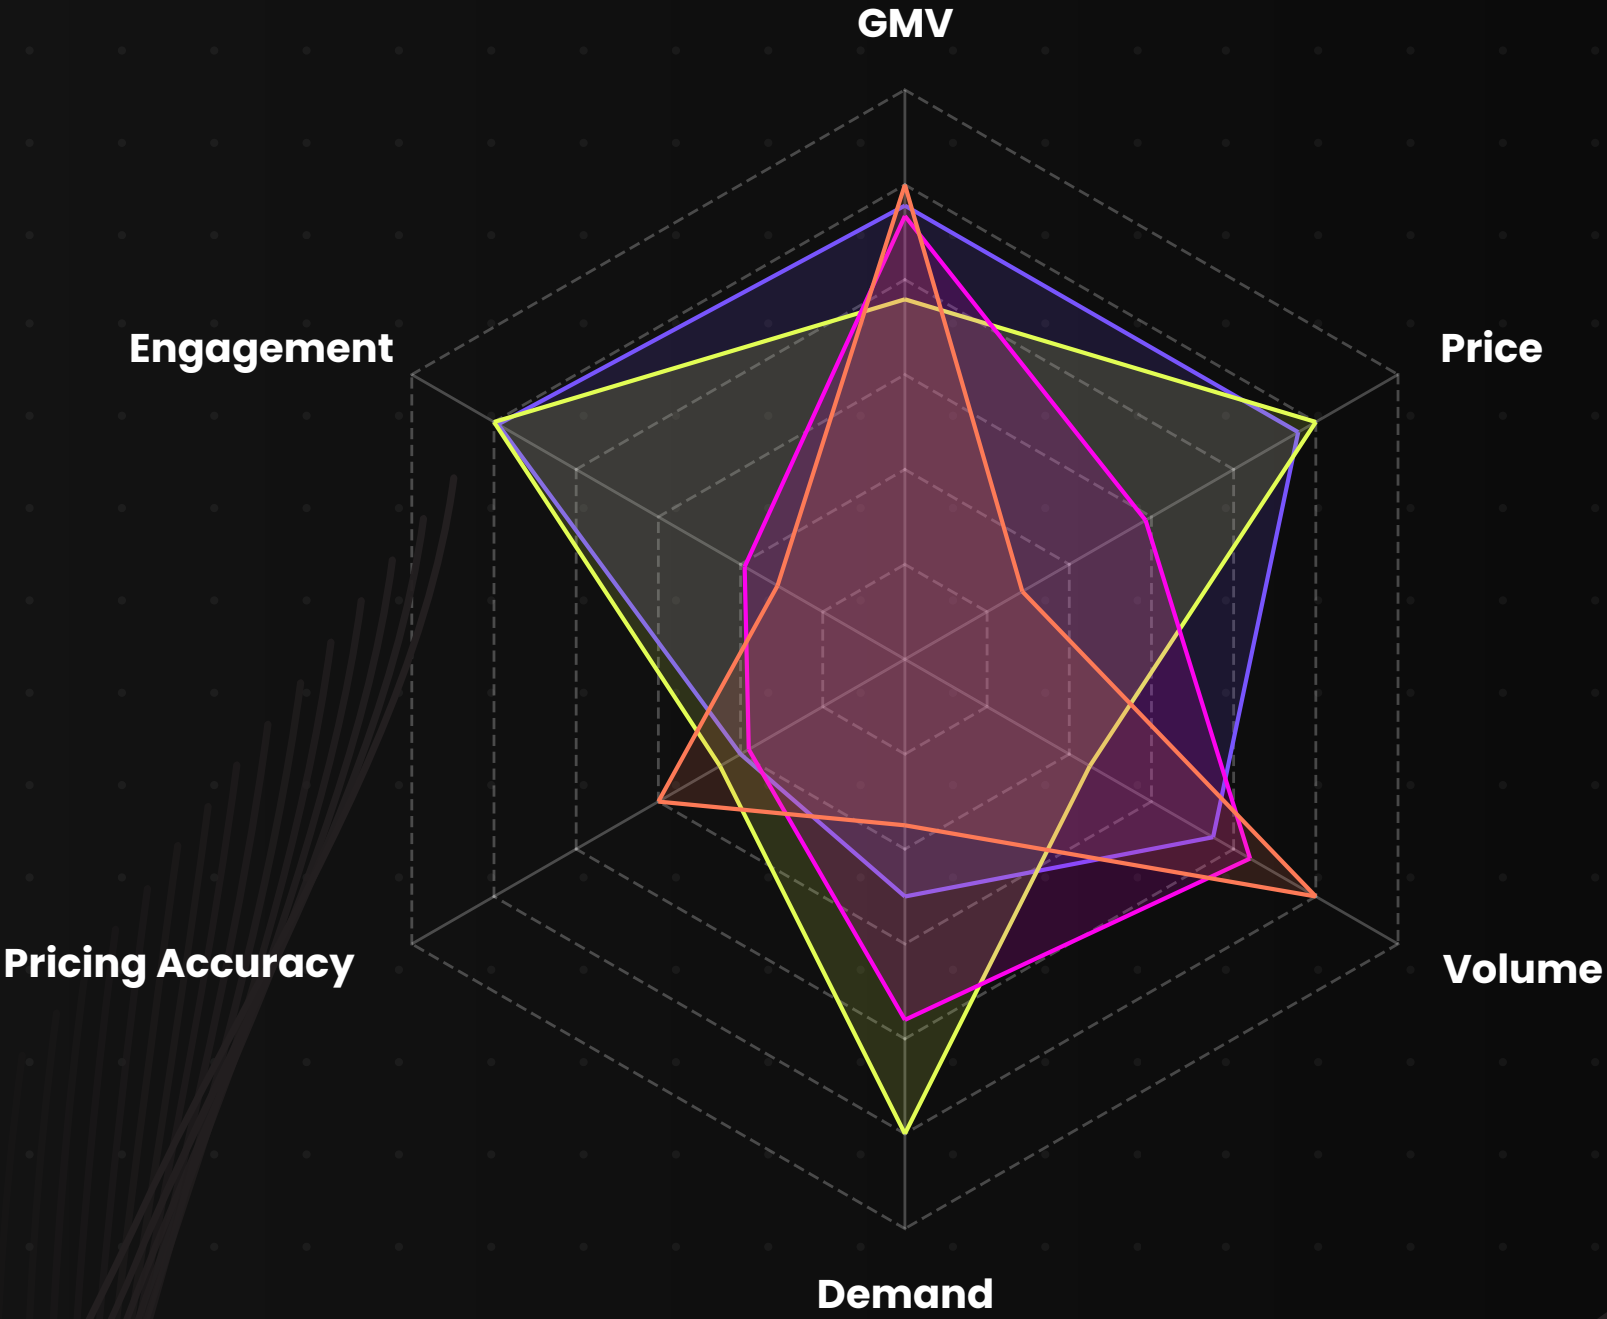 GMV
Engagement
Price
Pricing Accuracy
Volume
Demand